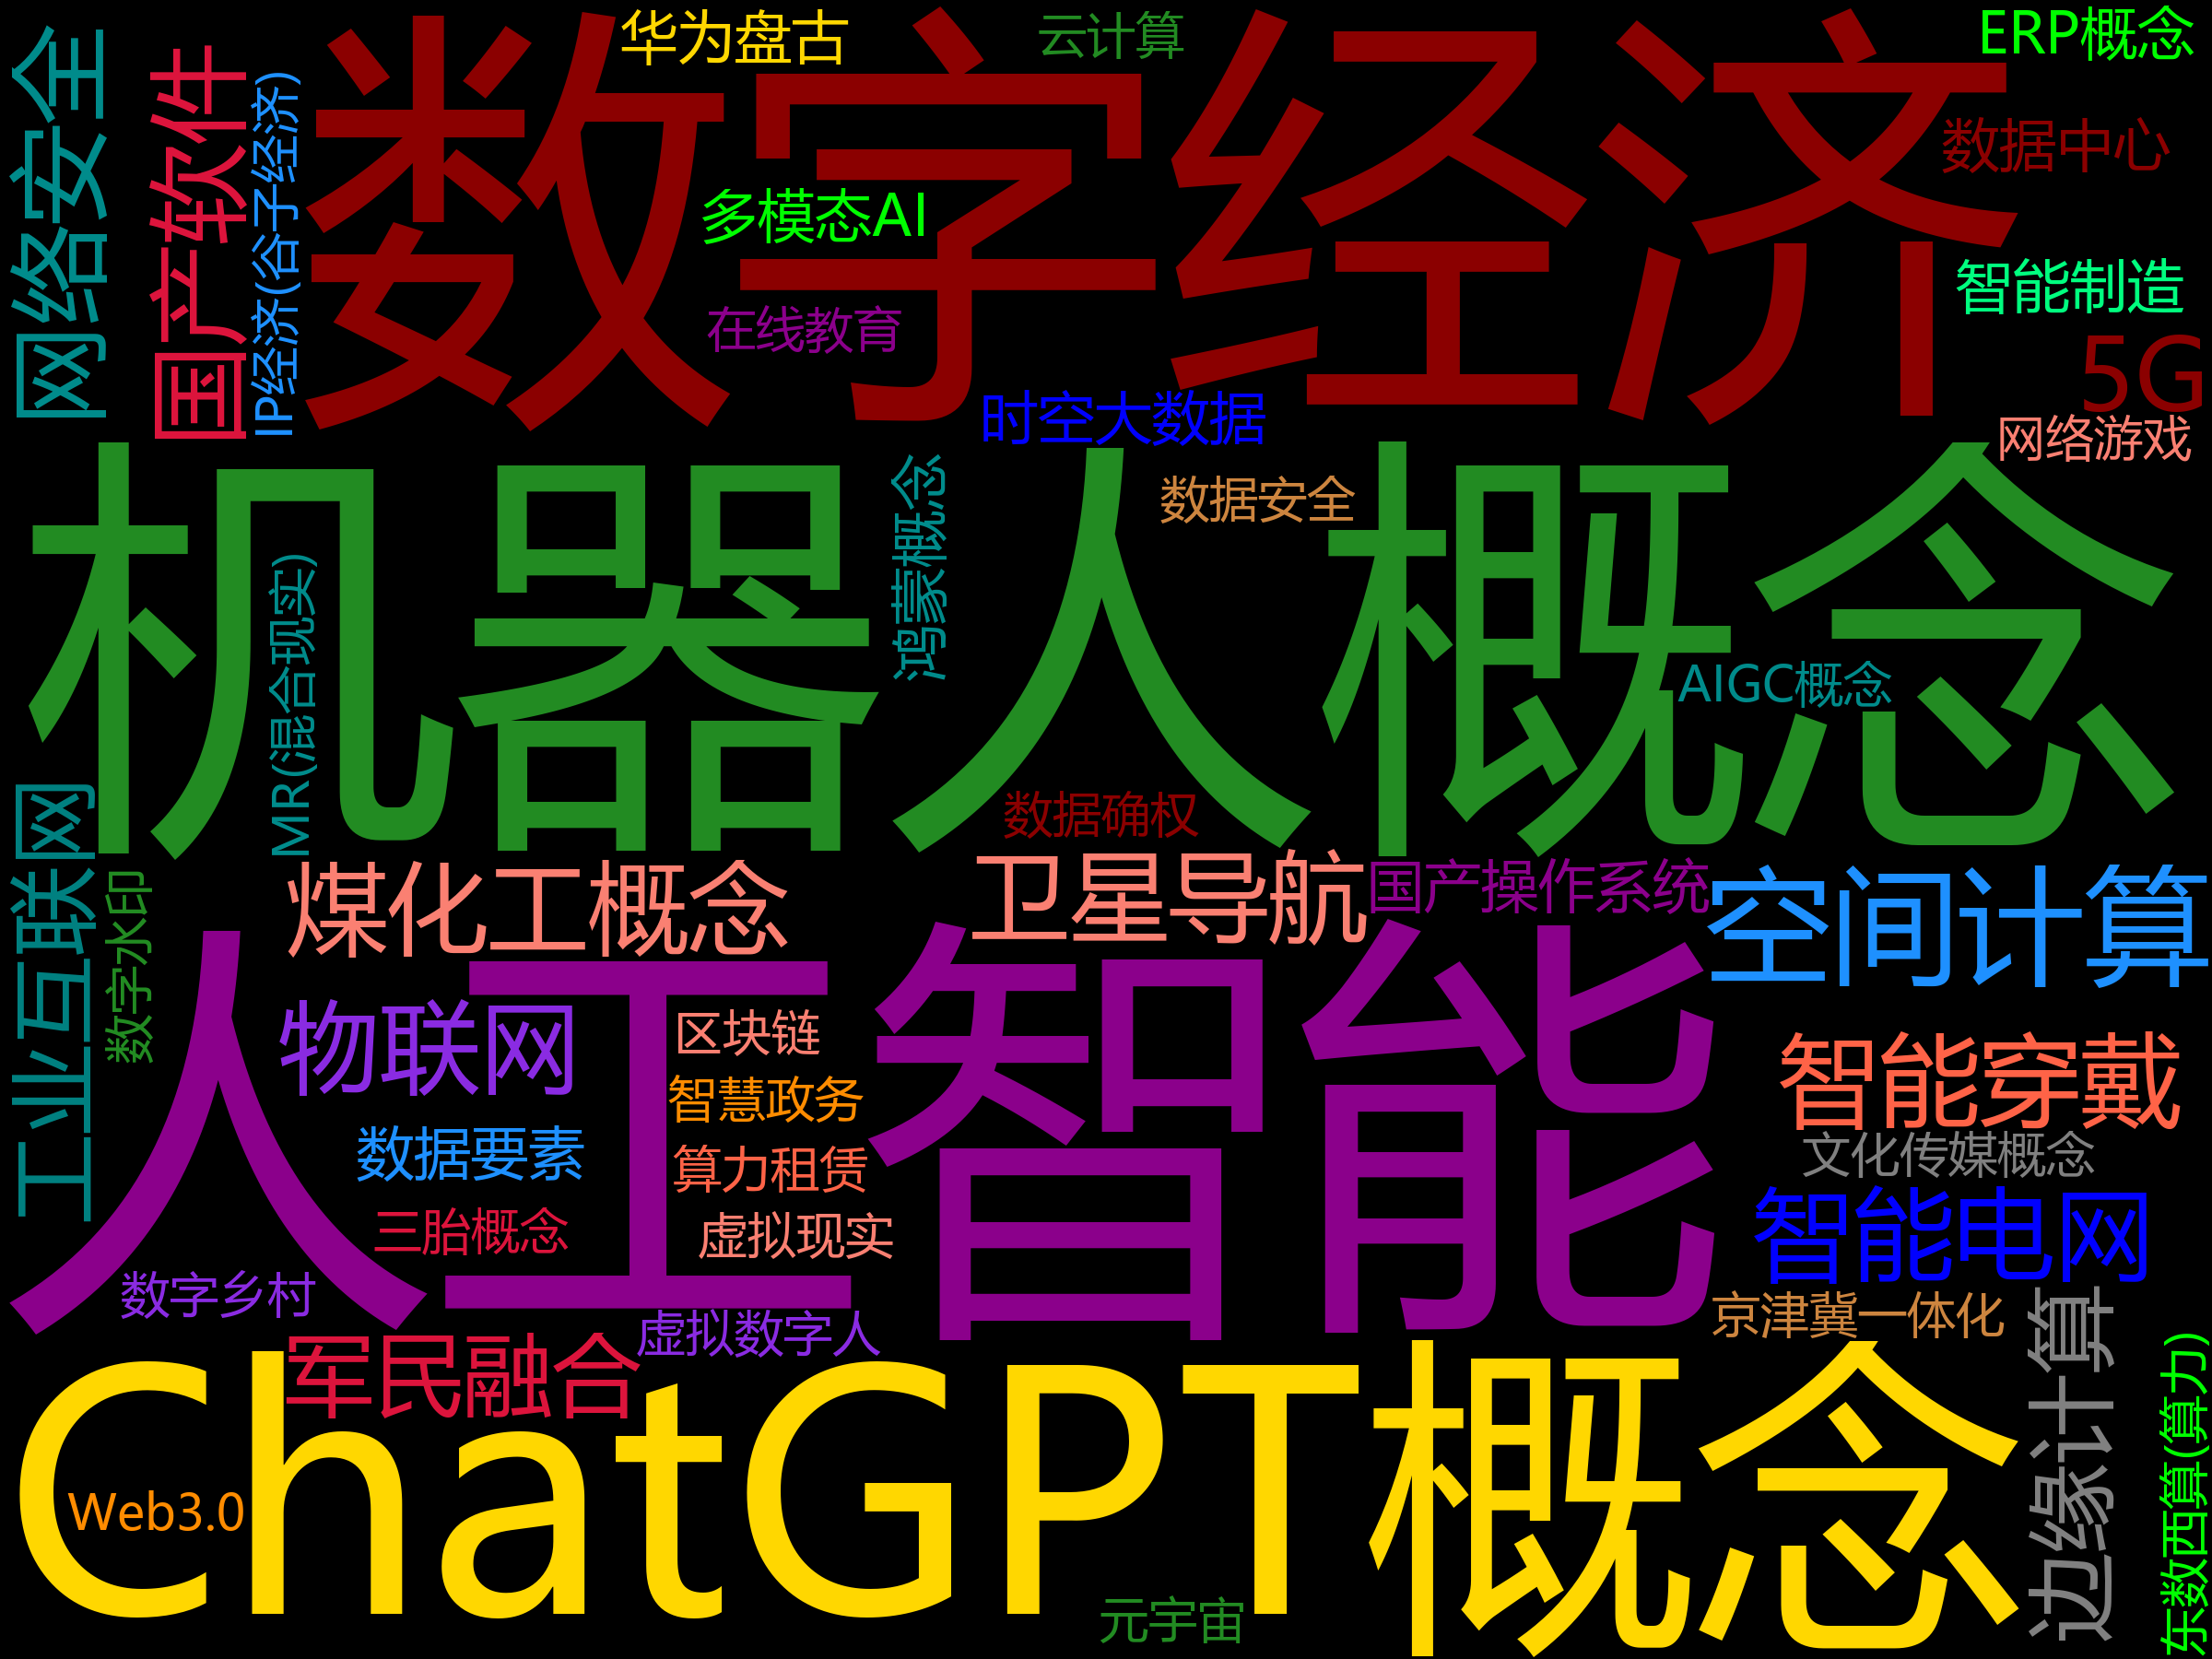 华为盘古
云计算
ERP概念
网络安全
国产软件
IP经济(谷子经济)
数字经济
数据中心
多模态AI
智能制造
在线教育
5G
时空大数据
网络游戏
机器人概念
鸿蒙概念
数据安全
MR(混合现实)
AIGC概念
数据确权
工业互联网
数字水印
煤化工概念
卫星导航
国产操作系统
空间计算
人工智能
物联网
区块链
智能穿戴
智慧政务
数据要素
文化传媒概念
算力租赁
智能电网
三胎概念
虚拟现实
数字乡村
虚拟数字人
京津冀一体化
军民融合
边缘计算
东数西算(算力)
ChatGPT概念
Web3.0
元宇宙